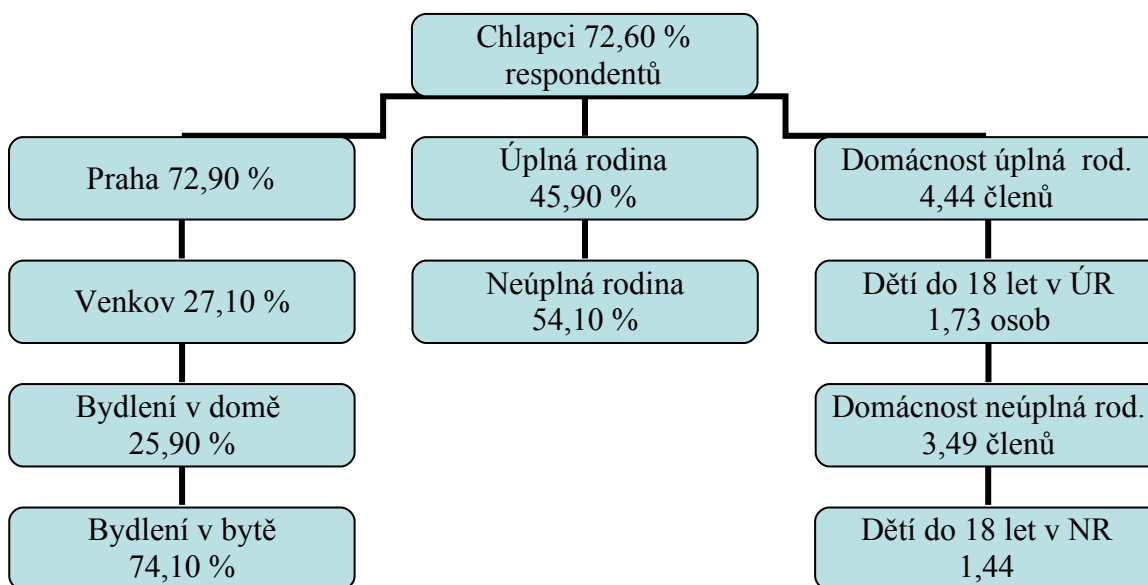 Chlapci 72,60 %
respondentů
Praha 72,90 %
Venkov 27,10 %
Bydlení v domě
25,90 %
Bydlení v bytě
74,10 %
Úplná rodina
45,90 %
Neúplná rodina
54,10 %
Domácnost úplná rod.
4,44 členů
Dětí do 18 let v ÚR
1,73 osob
Domácnost neúplná rod.
3,49 členů
Dětí do 18 let v NR
1,44